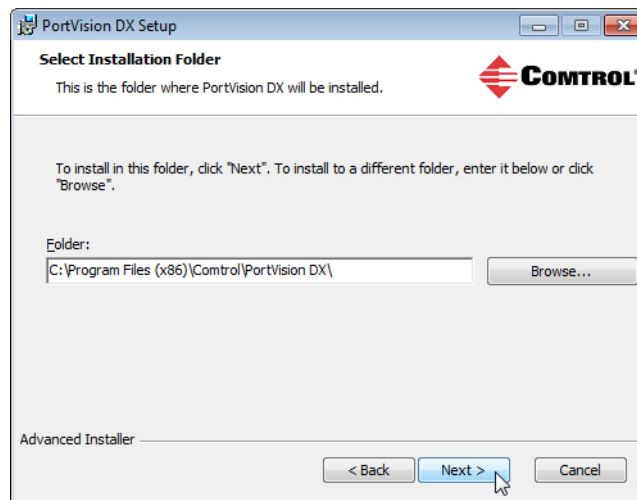 PortVision DX Setup
Select Installation Folder
This is the folder where PortVision DX will be installed.
COMTROL®
To install in this folder, click "Next". To install to a different folder, enter it below or click
"Browse".
Folder:
C:\Program Files (x86)\Comtrol\PortVision DX\
Browse...
Advanced Installer
< Back
Next >
Cancel